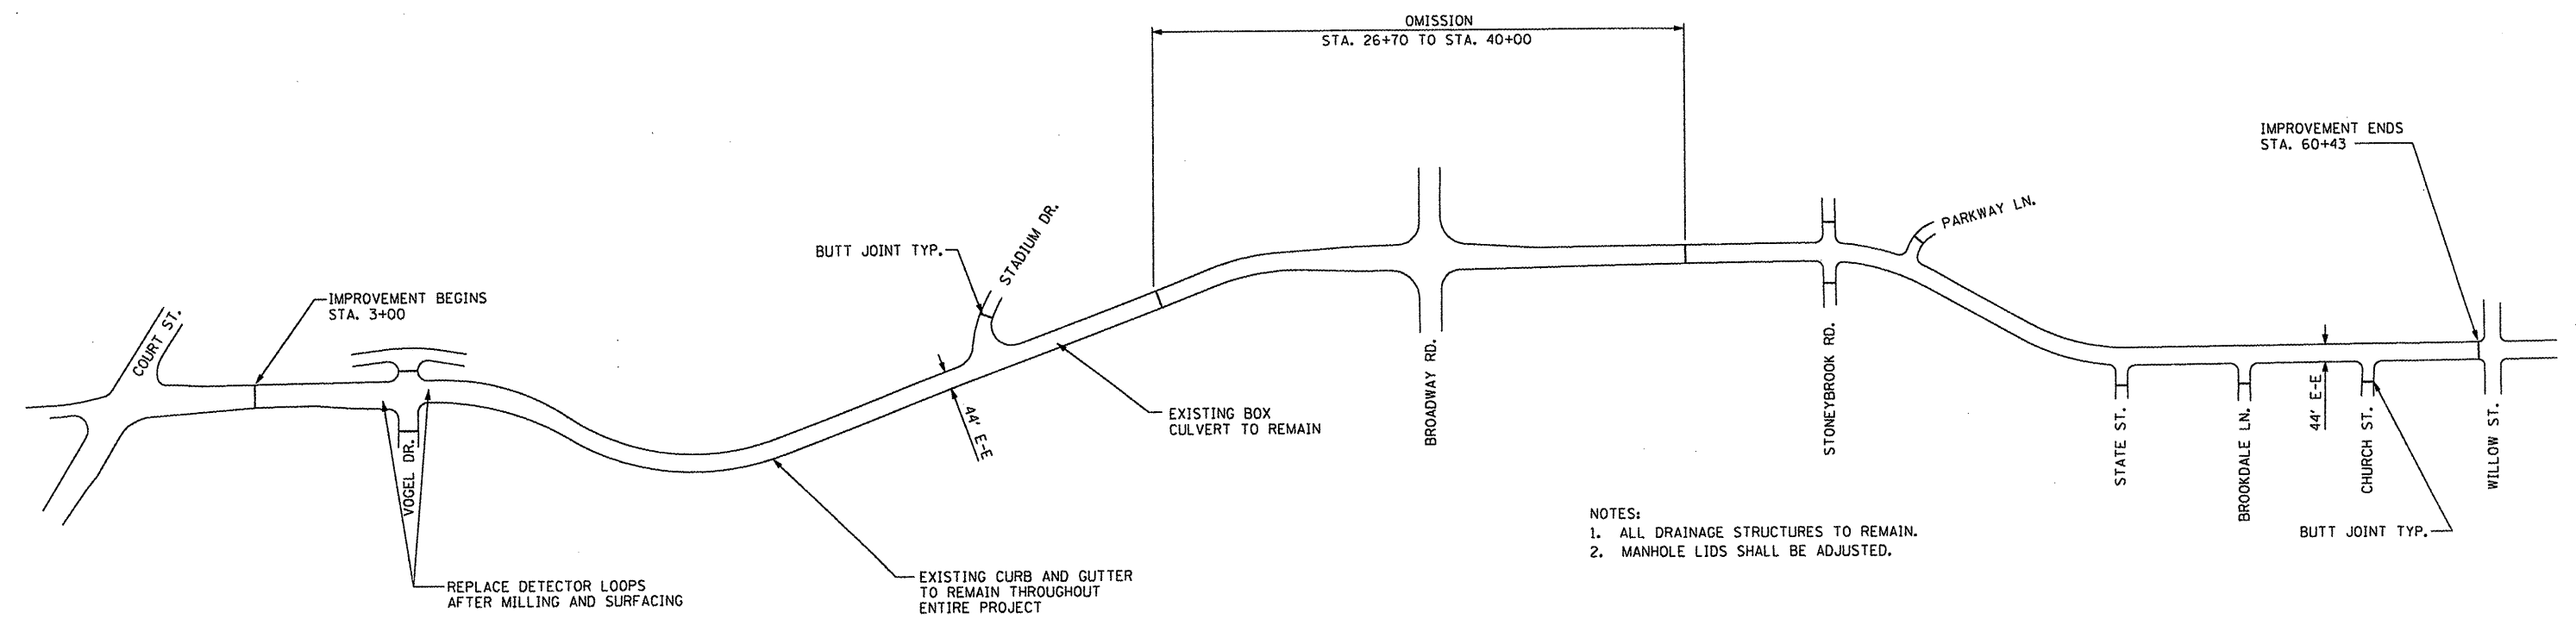 OMISSION
STA. 26+70 TO STA. 40+00
IMPROVEMENT ENDS
STA. 60+43
STADIUM DR.
PARKWAY LN.
BUTT JOINT TYP.
IMPROVEMENT BEGINS
STA. 3+00
COURT ST.
VOGEL DR.
44' E-E
EXISTING BOX
CULVERT TO REMAIN
BROADWAY RD.
STONEYBROOK RD.
STATE ST.
BROOKDALE LN.
44' E-E
CHURCH ST.
WILLOW ST.
BUTT JOINT TYP.
NOTES:
1. ALL DRAINAGE STRUCTURES TO REMAIN.
2. MANHOLE LIDS SHALL BE ADJUSTED.
REPLACE DETECTOR LOOPS
AFTER MILLING AND SURFACING
EXISTING CURB AND GUTTER
TO REMAIN THROUGHOUT
ENTIRE PROJECT